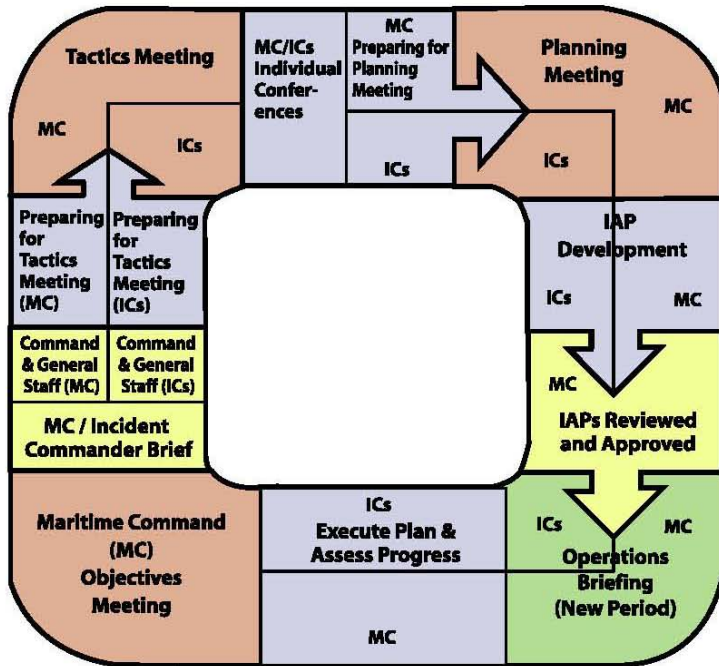 Tactics Meeting
MC
ICs
MC/ICs
Individual
Confer-
ences
MC
Preparing for
Planning
Meeting
ICs
Planning
Meeting
MC
ICs
Preparing
for
Tactics
Meeting
(MC)
Preparing
for
Tactics
Meeting
(ICs)
IAP
Development
ICs
MC
Command
& General
Staff (MC)
Command
& General
Staff (ICs)
MC / Incident
Commander Brief
MC
IAPs Reviewed
and Approved
Maritime Command
(MC)
Objectives
Meeting
ICs
Execute Plan &
Assess Progress
MC
ICs
MC
Operations
Briefing
(New Period)